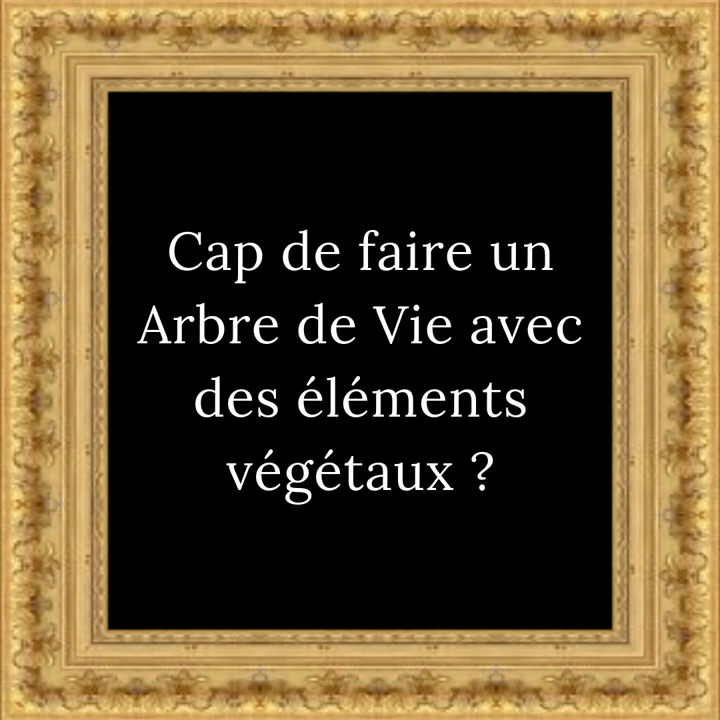 Cap de faire un
Arbre de Vie avec
des éléments
végétaux ?